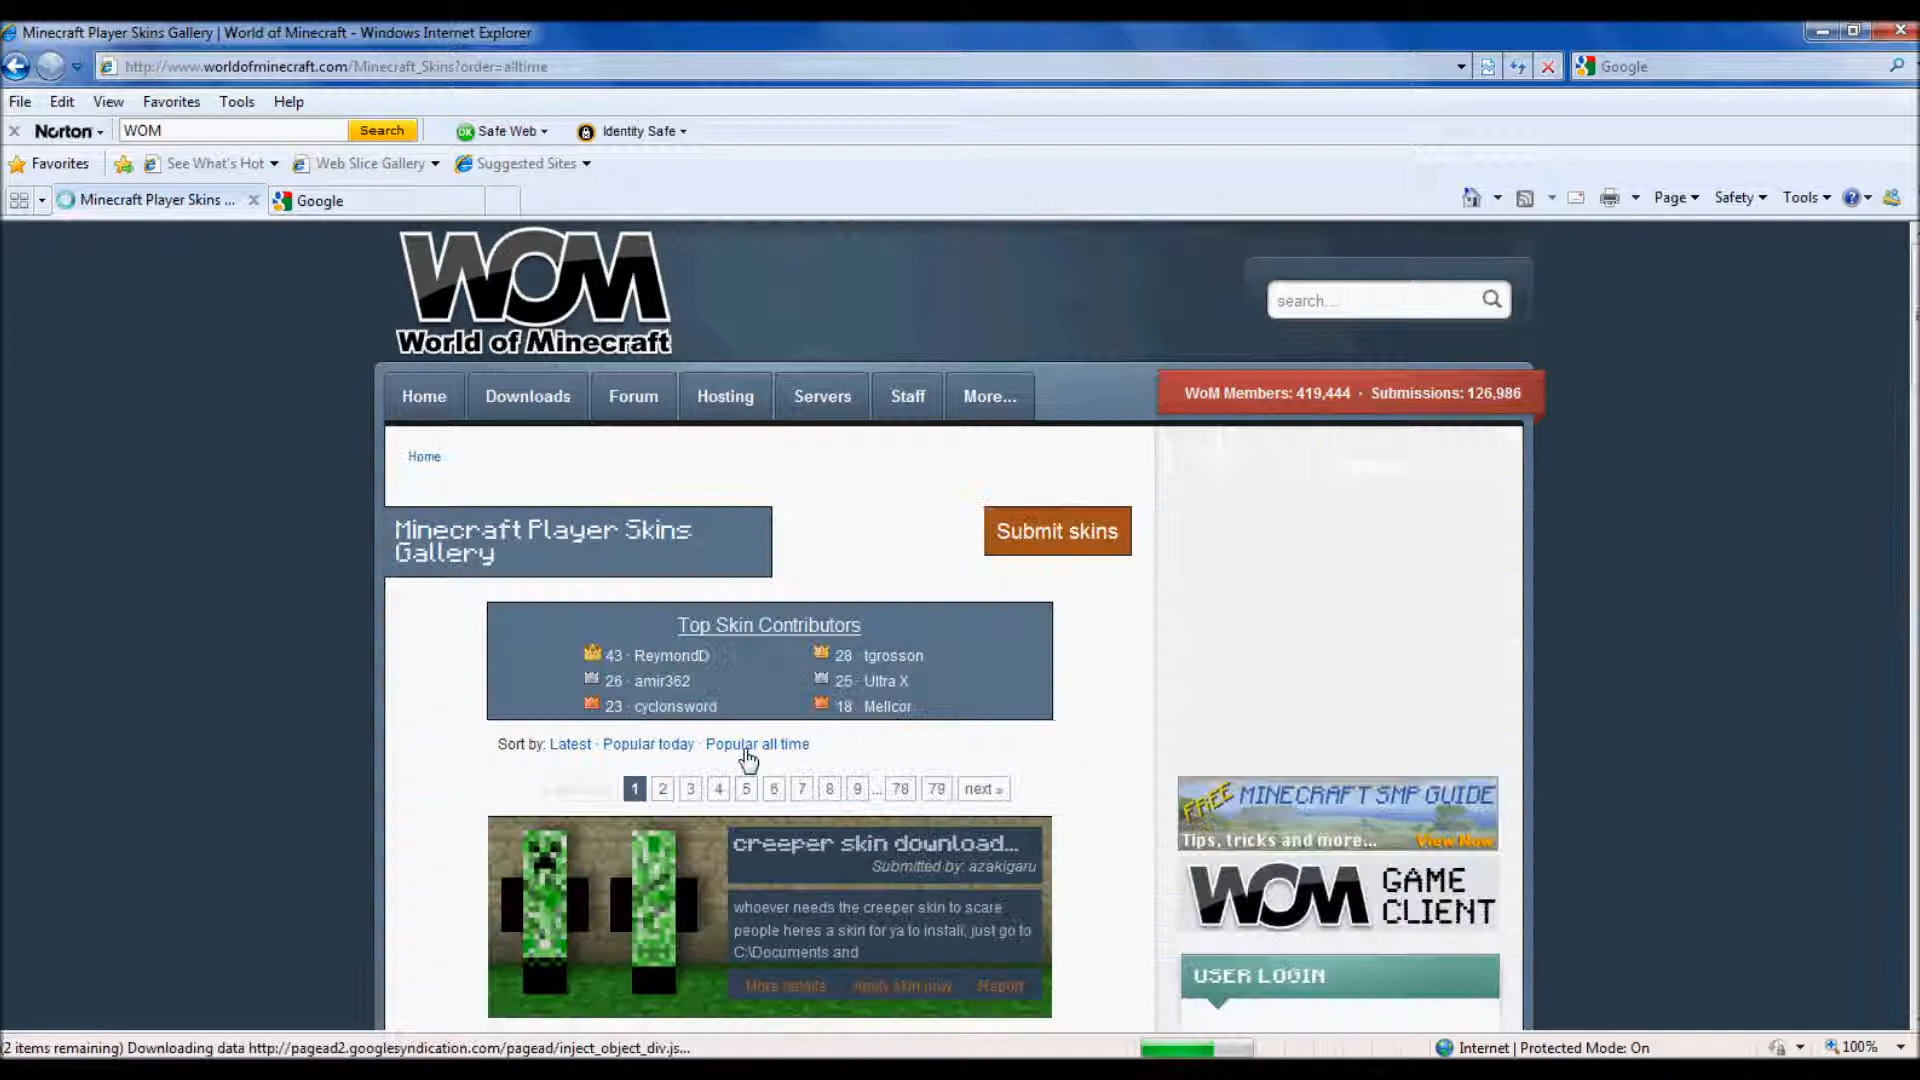 Minecraft Player Skins Gallery | World of Minecraft - Windows Internet Explorer
http://www.worldofminecraft.com/Minecraft_Skins?order=alltime
Google
File Edit View Favorites Tools Help
Norton WOM Search Safe Web Identity Safe
Favorites See What's Hot Web Slice Gallery Suggested Sites
Minecraft Player Skins ... Google
Page Safety Tools
WOM
World of Minecraft
search...
Home Downloads Forum Hosting Servers Staff More...
WoM Members: 419,444 · Submissions: 126,986
Home
Minecraft Player Skins
Gallery
Submit skins
Top Skin Contributors
43 · ReymondD 28 · tgrosson
26 · amir362 25 · Ultra X
23 · cyclonsword 18 · Mellcor
Sort by: Latest · Popular today · Popular all time
1 2 3 4 5 6 7 8 9 ... 78 79 next »
creeper skin download...
Submitted by: azakigaru
whoever needs the creeper skin to scare
people heres a skin for ya to install, just go to
C:\Documents and
More details Apply skin now Report
FREE MINECRAFT SMP GUIDE
Tips, tricks and more... View Now
WOM GAME
CLIENT
USER LOGIN
(2 items remaining) Downloading data http://pagead2.googlesyndication.com/pagead/inject_object_div.js...
Internet | Protected Mode: On
100%